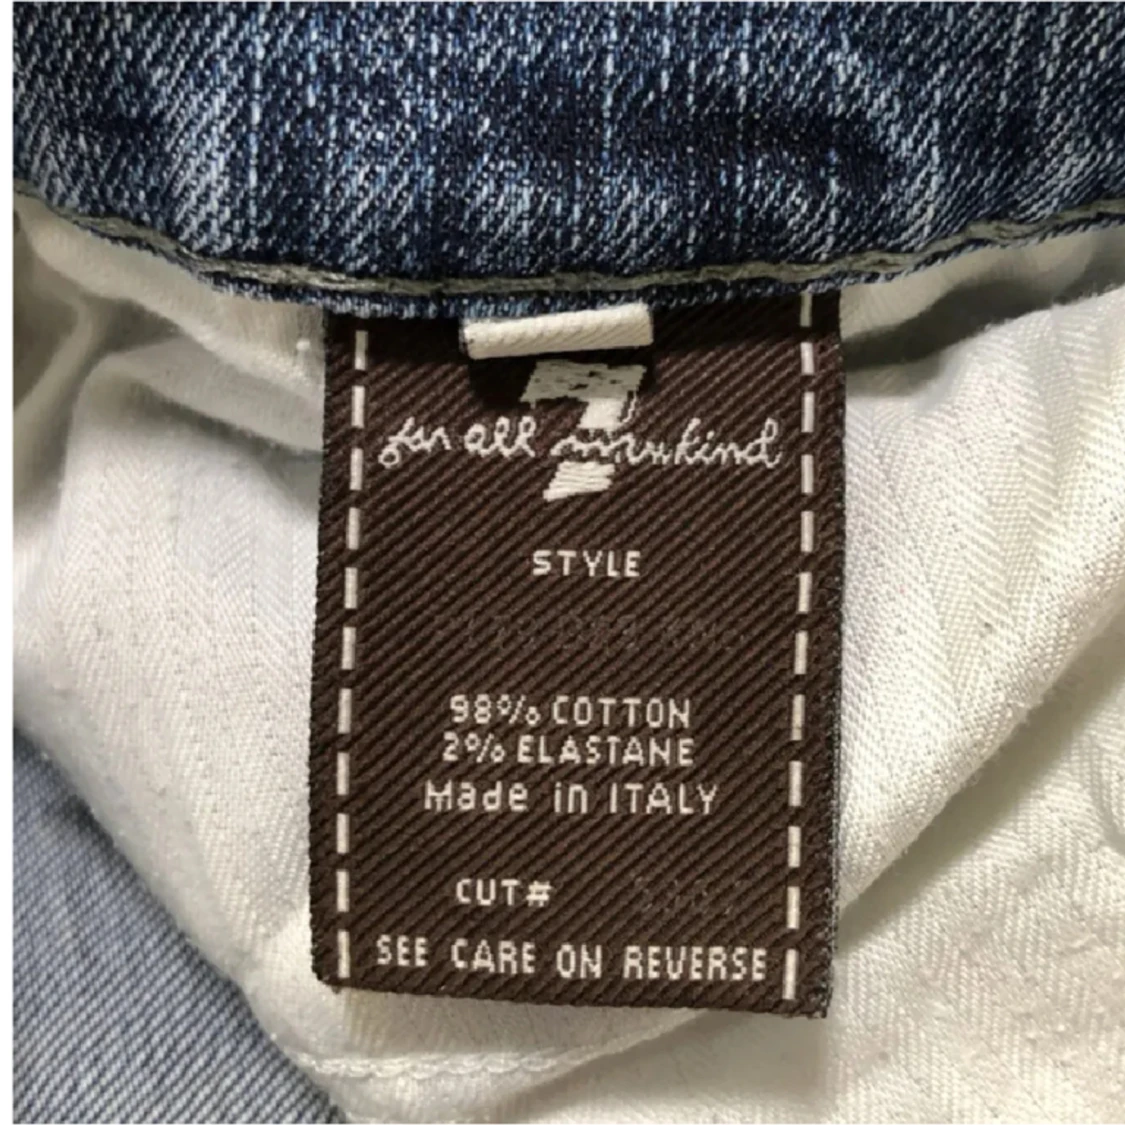 7
for all mankind
STYLE
98% COTTON
2% ELASTANE
Made in ITALY
CUT#
SEE CARE ON REVERSE